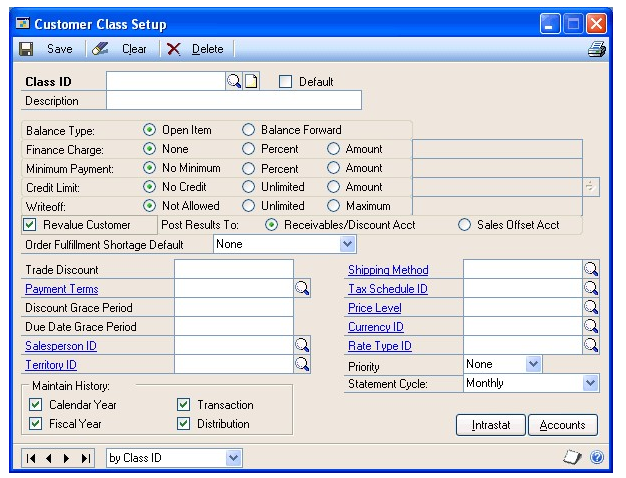 Customer Class Setup
Save Clear Delete
Class ID Default
Description
Balance Type: Open Item Balance Forward
Finance Charge: None Percent Amount
Minimum Payment: No Minimum Percent Amount
Credit Limit: No Credit Unlimited Amount
Writeoff: Not Allowed Unlimited Maximum
Revalue Customer Post Results To: Receivables/Discount Acct Sales Offset Acct
Order Fulfillment Shortage Default None
Trade Discount Shipping Method
Payment Terms Tax Schedule ID
Discount Grace Period Price Level
Due Date Grace Period Currency ID
Salesperson ID Rate Type ID
Territory ID Priority None
Maintain History: Statement Cycle: Monthly
Calendar Year Transaction
Fiscal Year Distribution Intrastat Accounts
by Class ID